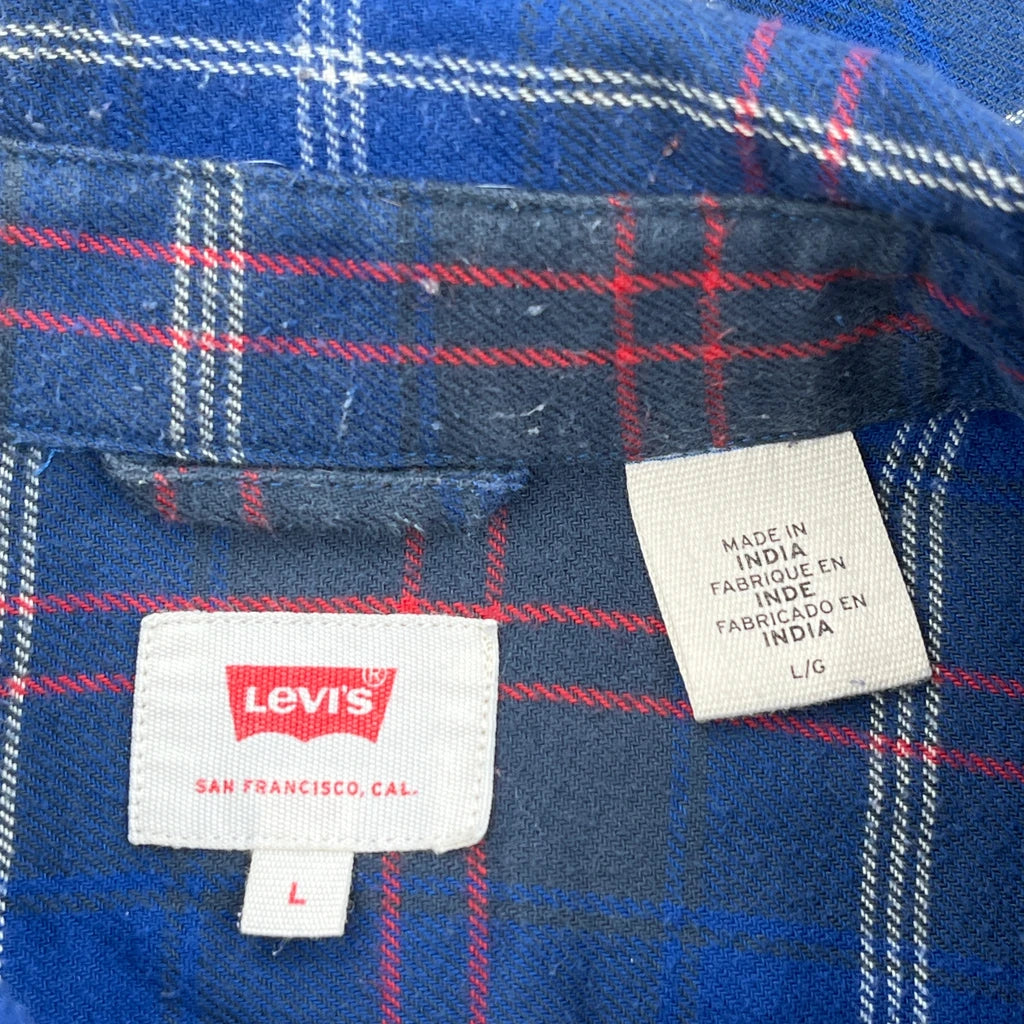 LEVI'S®
SAN FRANCISCO, CAL.
L
MADE IN
INDIA
FABRIQUE EN
INDE
FABRICADO EN
INDIA
L/G